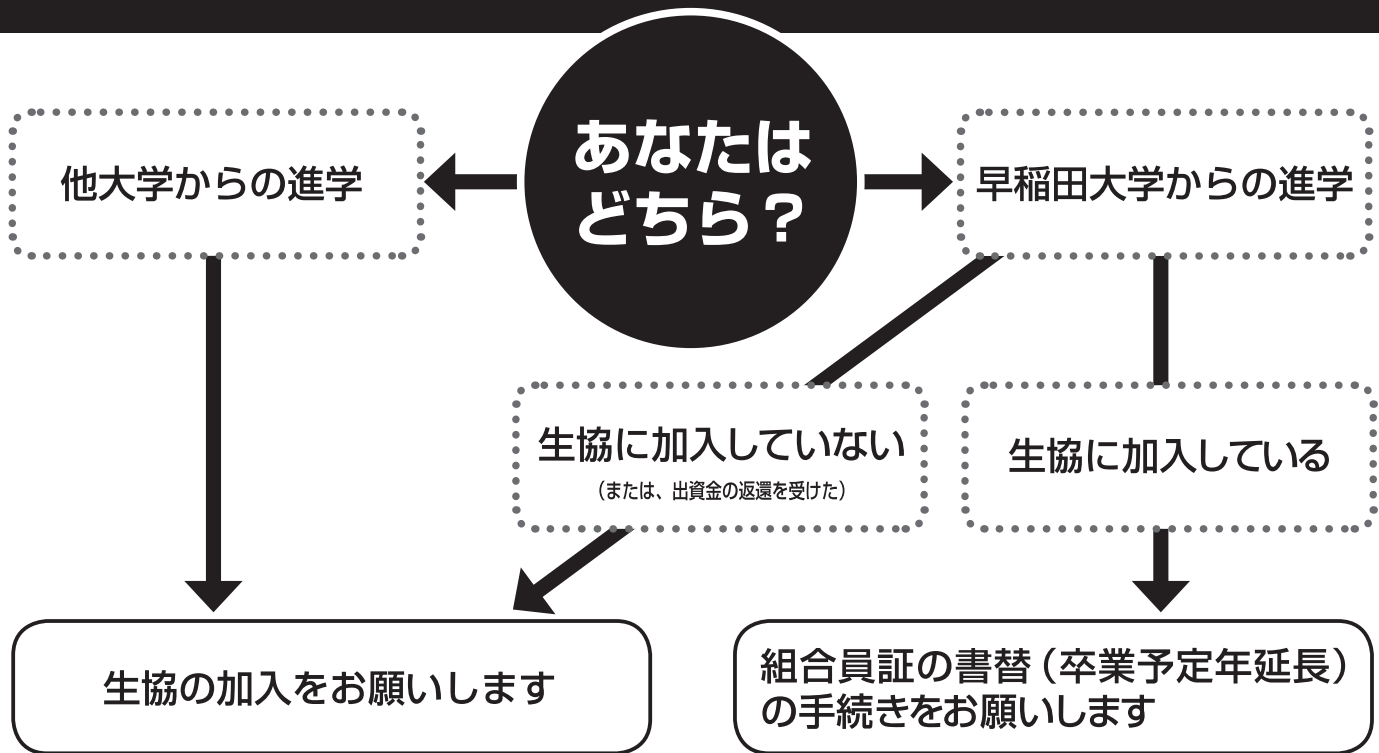 あなたは
どちら？
他大学からの進学
早稲田大学からの進学
生協に加入していない
（または、出資金の返還を受けた）
生協に加入している
生協の加入をお願いします
組合員証の書替（卒業予定年延長）
の手続きをお願いします